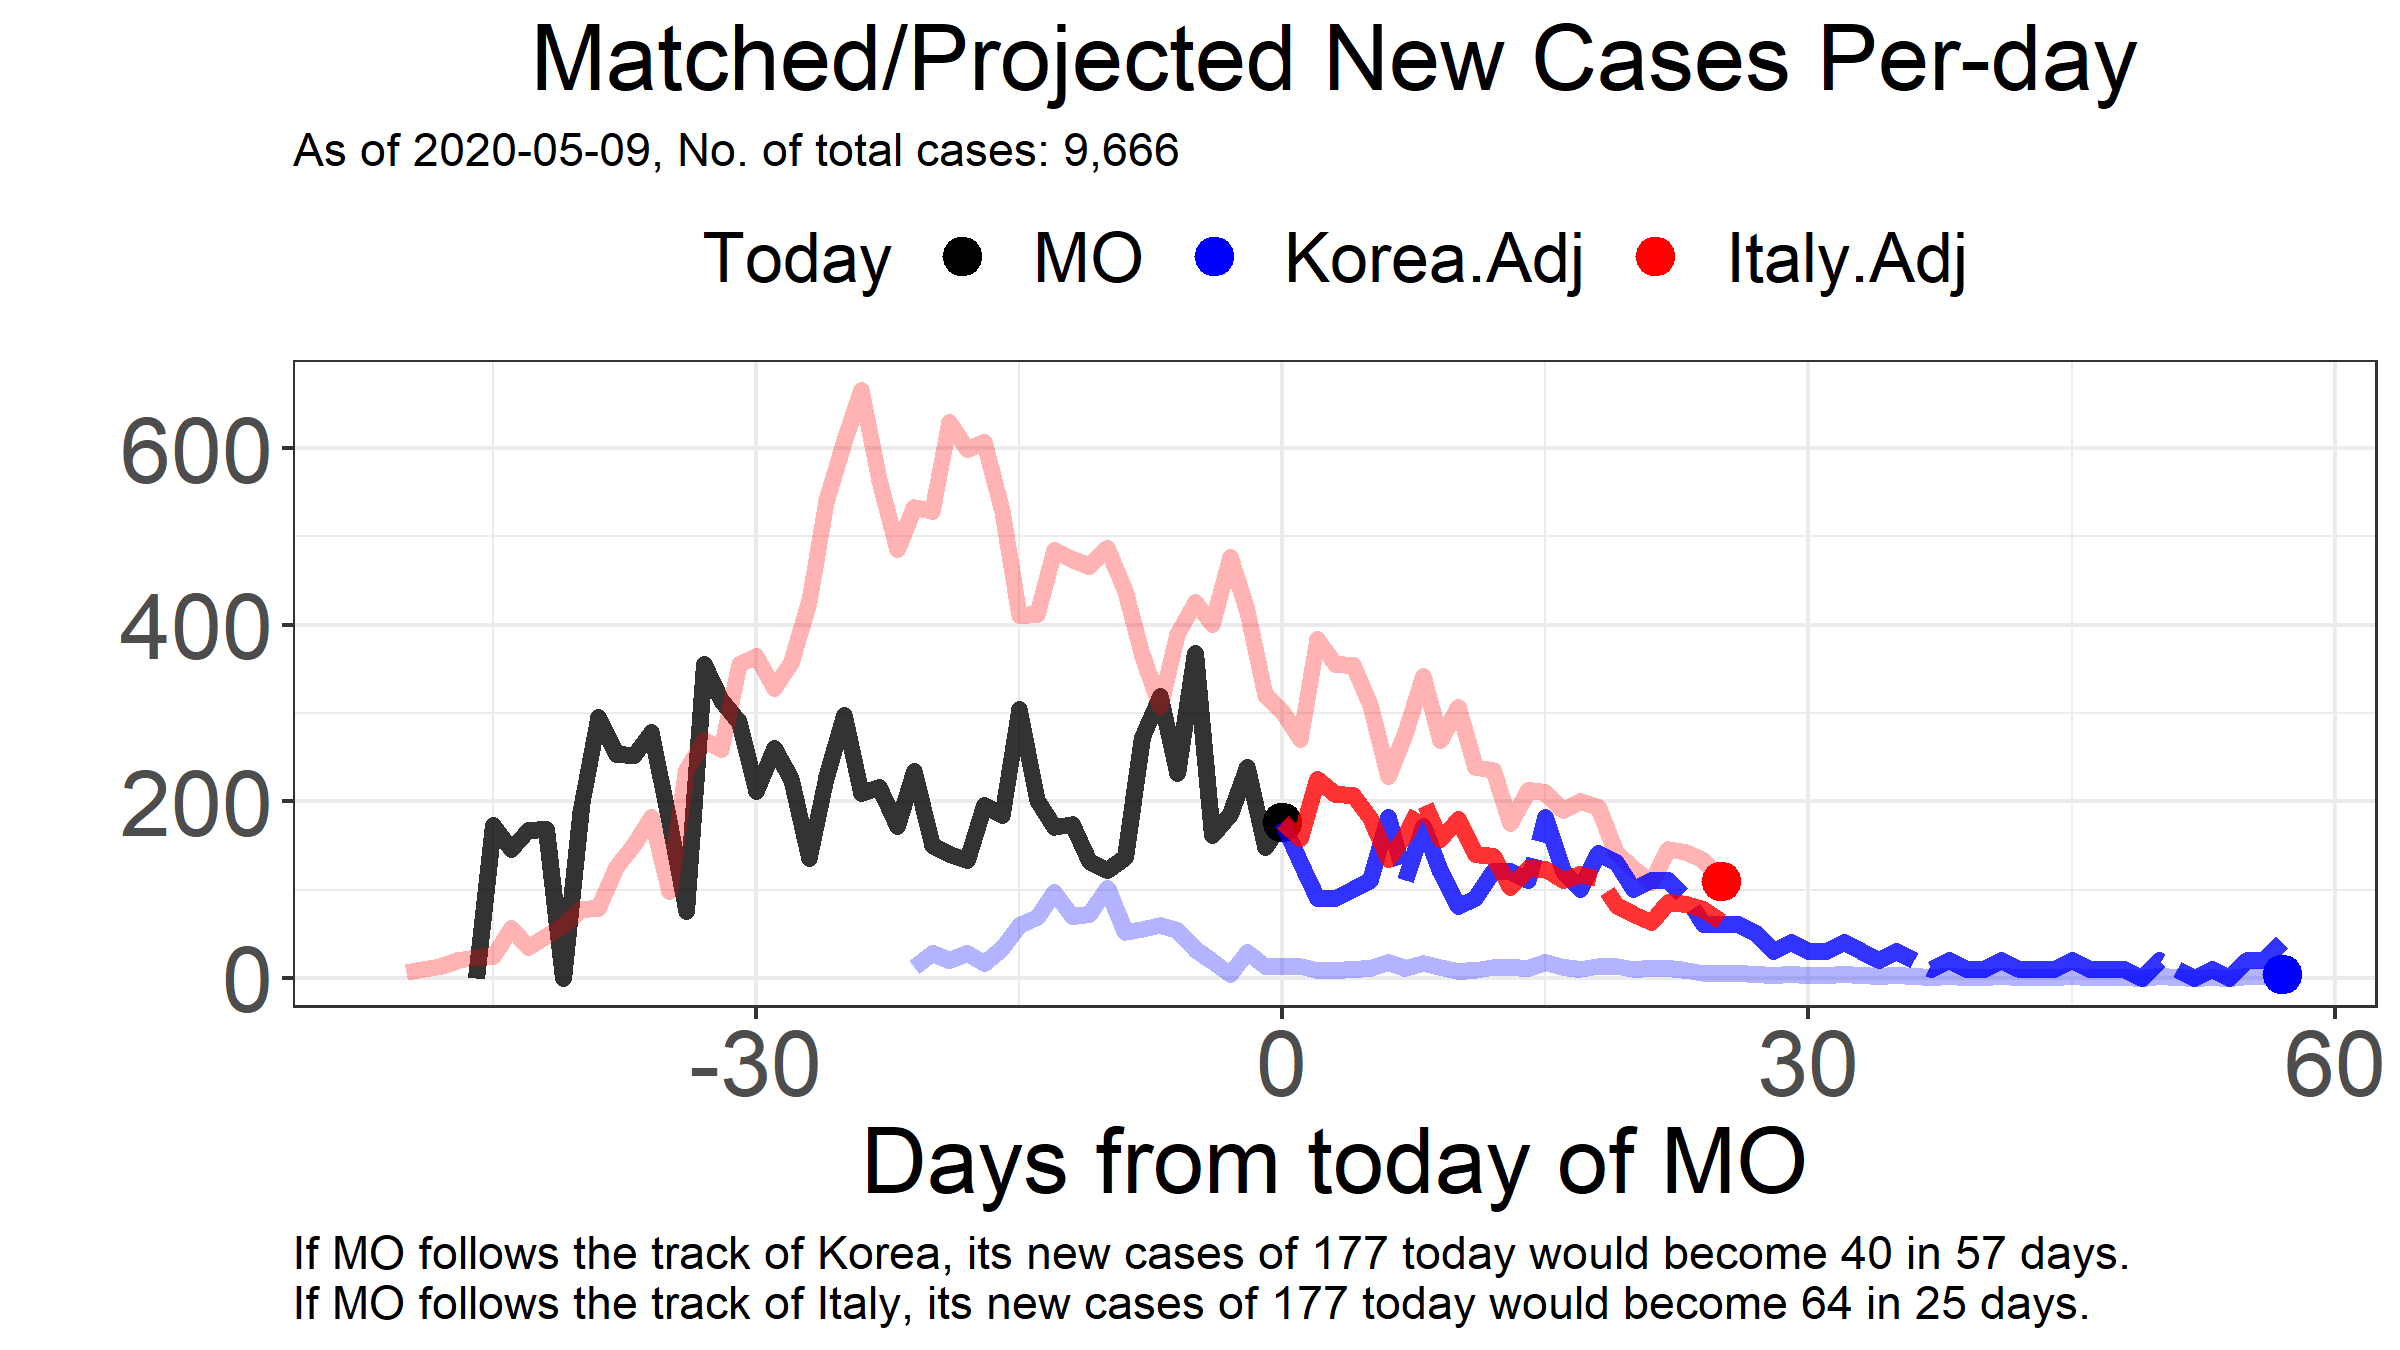 Matched/Projected New Cases Per-day
As of 2020-05-09, No. of total cases: 9,666
Today MO Korea.Adj Italy.Adj
600
400
200
0
-30 0 30 60
Days from today of MO
If MO follows the track of Korea, its new cases of 177 today would become 40 in 57 days.
If MO follows the track of Italy, its new cases of 177 today would become 64 in 25 days.